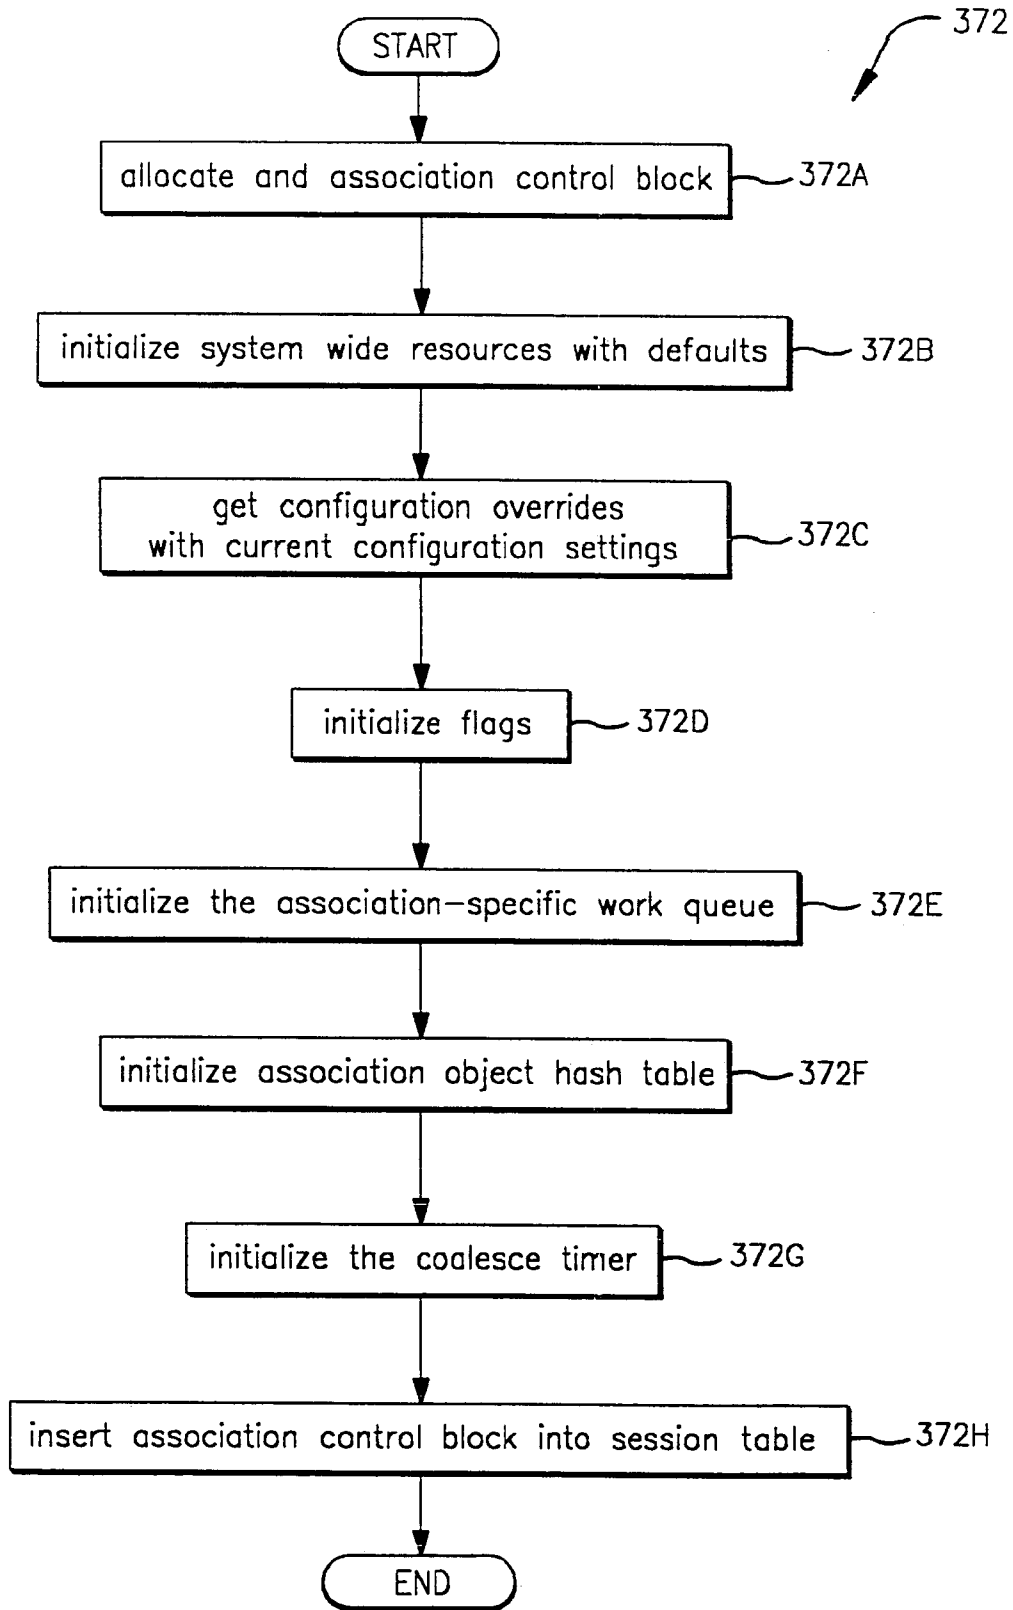 372
START
allocate and association control block
372A
initialize system wide resources with defaults
372B
get configuration overrides
with current configuration settings
372C
initialize flags
372D
initialize the association-specific work queue
372E
initialize association object hash table
372F
initialize the coalesce timer
372G
insert association control block into session table
372H
END